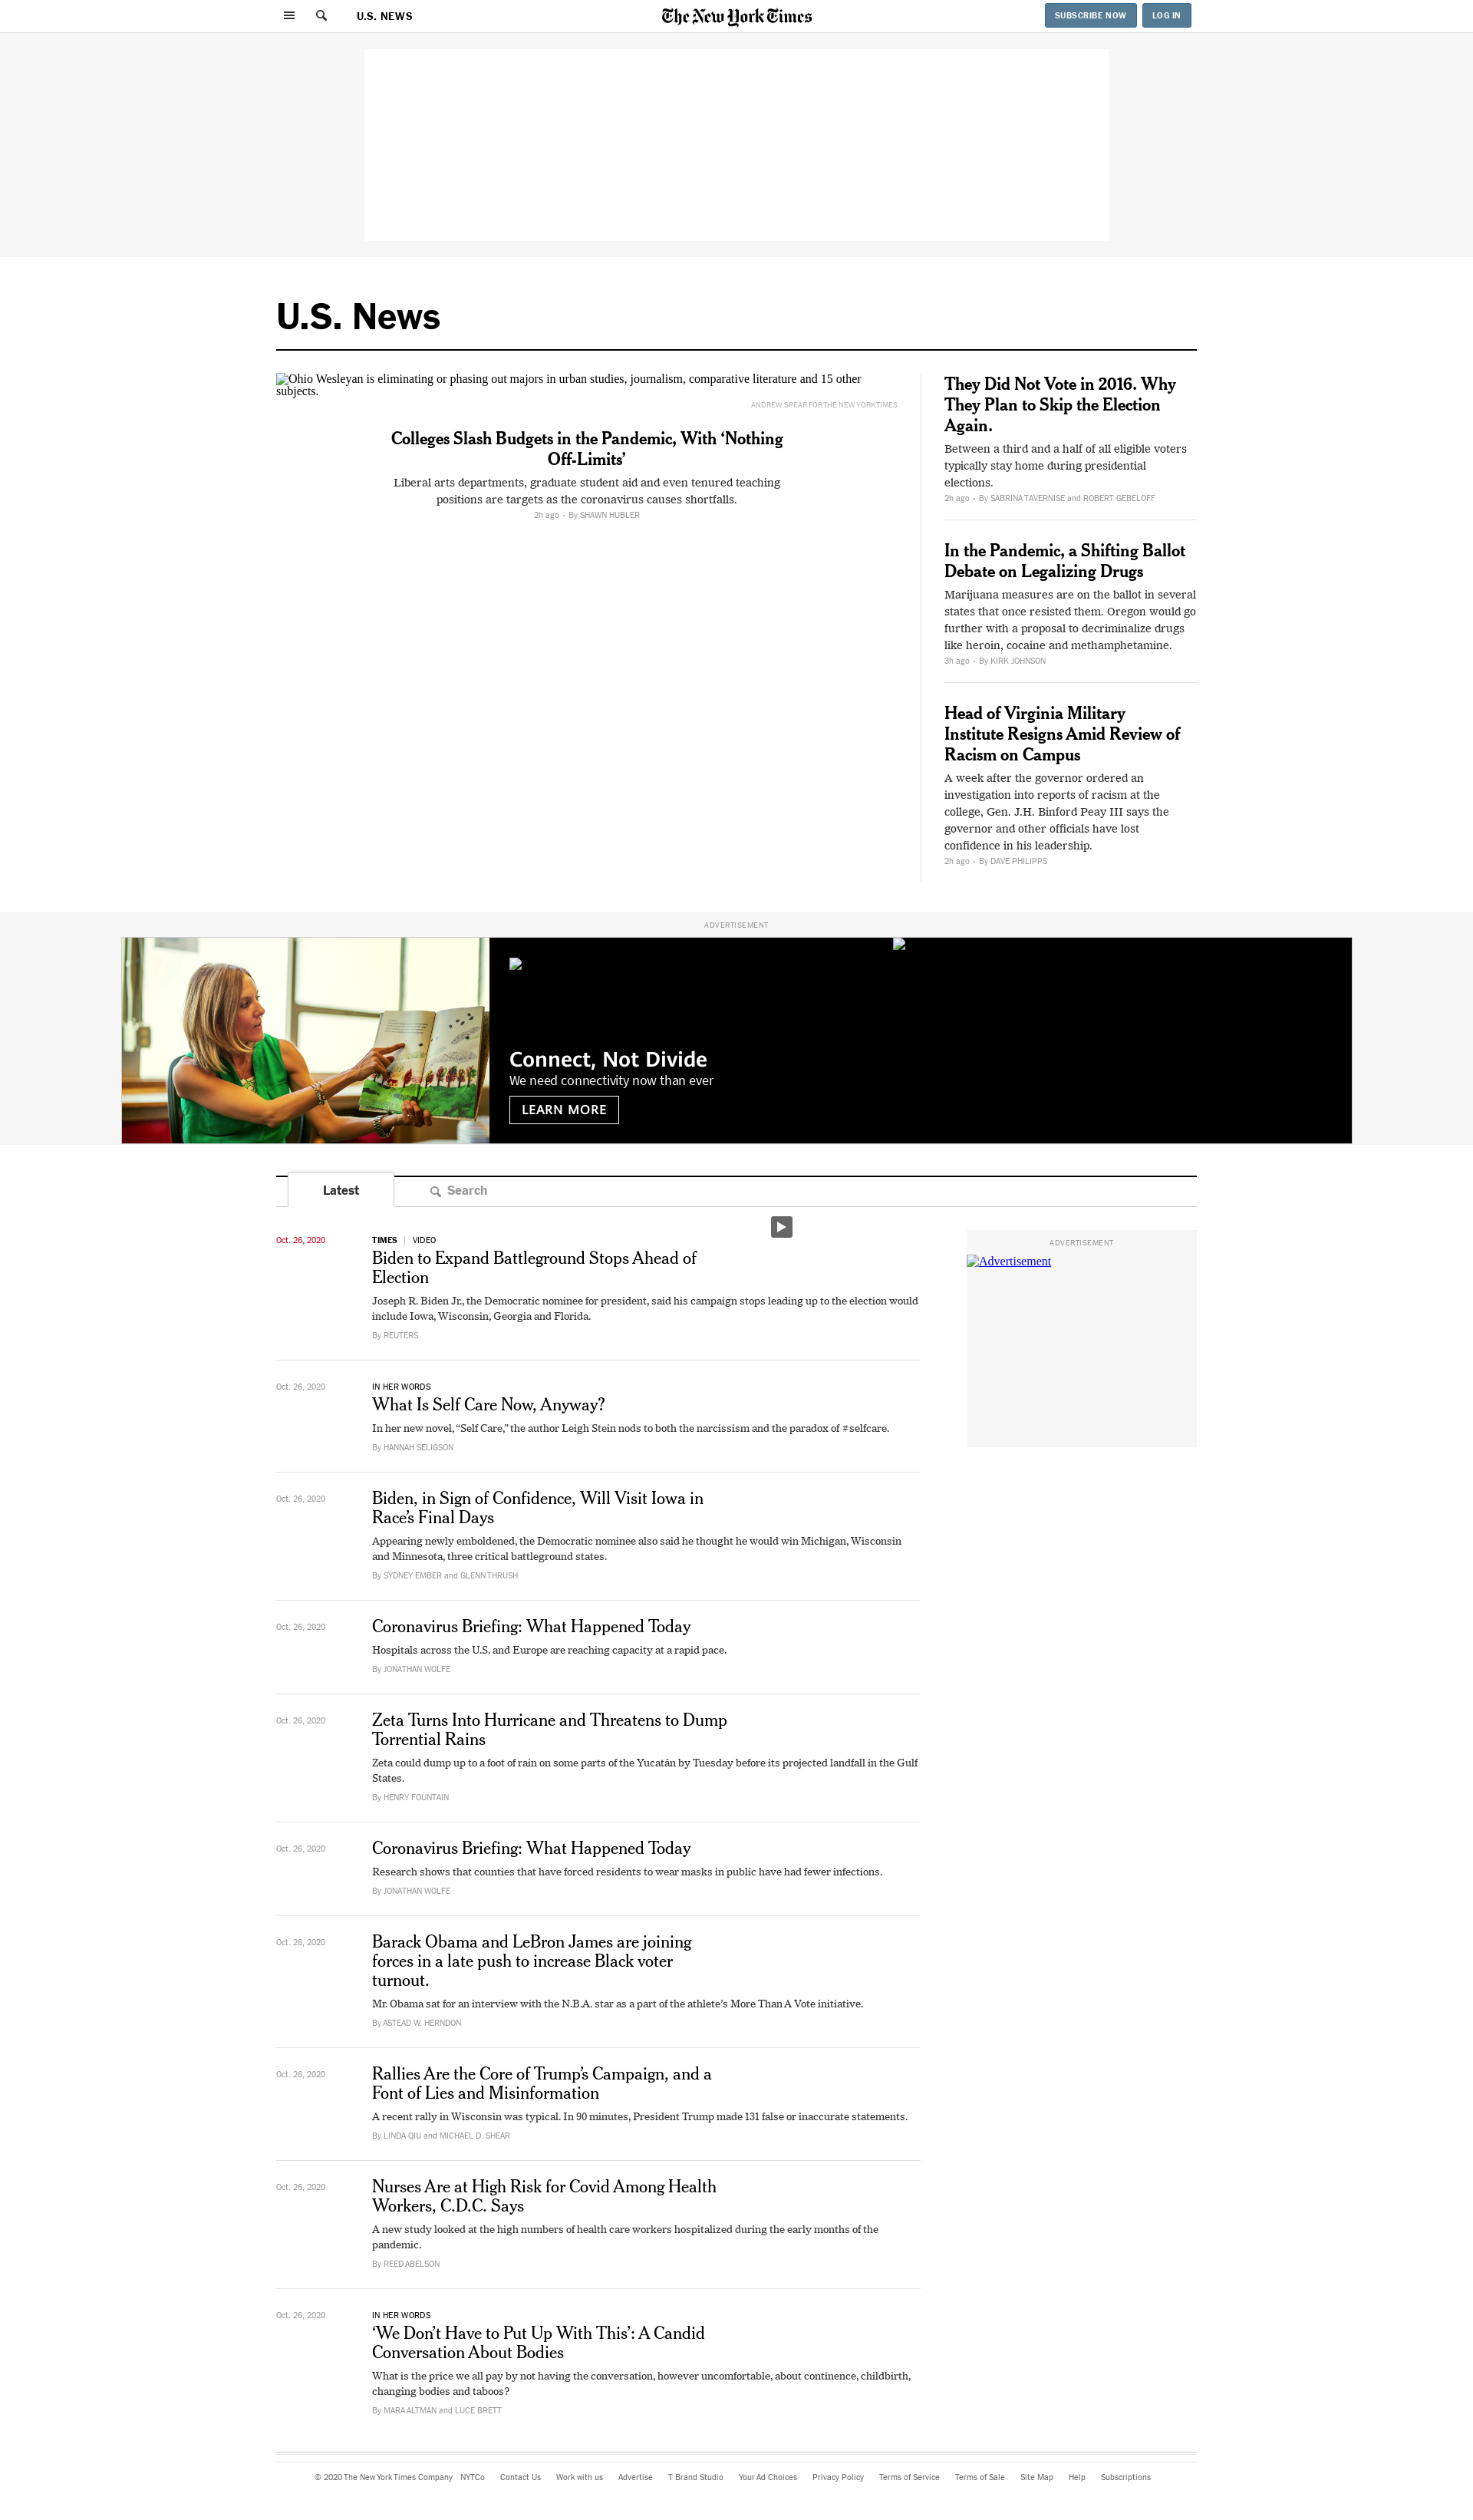 U.S. NEWS
The New York Times
SUBSCRIBE NOW
LOG IN
U.S. News
Ohio Wesleyan is eliminating or phasing out majors in urban studies, journalism, comparative literature and 15 other
subjects.
ANDREW SPEAR FOR THE NEW YORK TIMES
Colleges Slash Budgets in the Pandemic, With ‘Nothing
Off-Limits’
Liberal arts departments, graduate student aid and even tenured teaching
positions are targets as the coronavirus causes shortfalls.
2h ago • By SHAWN HUBLER
They Did Not Vote in 2016. Why
They Plan to Skip the Election
Again.
Between a third and a half of all eligible voters
typically stay home during presidential
elections.
2h ago • By SABRINA TAVERNISE and ROBERT GEBELOFF
In the Pandemic, a Shifting Ballot
Debate on Legalizing Drugs
Marijuana measures are on the ballot in several
states that once resisted them. Oregon would go
further with a proposal to decriminalize drugs
like heroin, cocaine and methamphetamine.
3h ago • By KIRK JOHNSON
Head of Virginia Military
Institute Resigns Amid Review of
Racism on Campus
A week after the governor ordered an
investigation into reports of racism at the
college, Gen. J.H. Binford Peay III says the
governor and other officials have lost
confidence in his leadership.
2h ago • By DAVE PHILIPPS
ADVERTISEMENT
Connect, Not Divide
We need connectivity now than ever
LEARN MORE
Latest
Search
Oct. 26, 2020
TIMES | VIDEO
Biden to Expand Battleground Stops Ahead of
Election
Joseph R. Biden Jr., the Democratic nominee for president, said his campaign stops leading up to the election would
include Iowa, Wisconsin, Georgia and Florida.
By REUTERS
ADVERTISEMENT
Advertisement
Oct. 26, 2020
IN HER WORDS
What Is Self Care Now, Anyway?
In her new novel, “Self Care,” the author Leigh Stein nods to both the narcissism and the paradox of #selfcare.
By HANNAH SELIGSON
Oct. 26, 2020
Biden, in Sign of Confidence, Will Visit Iowa in
Race’s Final Days
Appearing newly emboldened, the Democratic nominee also said he thought he would win Michigan, Wisconsin
and Minnesota, three critical battleground states.
By SYDNEY EMBER and GLENN THRUSH
Oct. 26, 2020
Coronavirus Briefing: What Happened Today
Hospitals across the U.S. and Europe are reaching capacity at a rapid pace.
By JONATHAN WOLFE
Oct. 26, 2020
Zeta Turns Into Hurricane and Threatens to Dump
Torrential Rains
Zeta could dump up to a foot of rain on some parts of the Yucatán by Tuesday before its projected landfall in the Gulf
States.
By HENRY FOUNTAIN
Oct. 26, 2020
Coronavirus Briefing: What Happened Today
Research shows that counties that have forced residents to wear masks in public have had fewer infections.
By JONATHAN WOLFE
Oct. 26, 2020
Barack Obama and LeBron James are joining
forces in a late push to increase Black voter
turnout.
Mr. Obama sat for an interview with the N.B.A. star as a part of the athlete’s More Than A Vote initiative.
By ASTEAD W. HERNDON
Oct. 26, 2020
Rallies Are the Core of Trump’s Campaign, and a
Font of Lies and Misinformation
A recent rally in Wisconsin was typical. In 90 minutes, President Trump made 131 false or inaccurate statements.
By LINDA QIU and MICHAEL D. SHEAR
Oct. 26, 2020
Nurses Are at High Risk for Covid Among Health
Workers, C.D.C. Says
A new study looked at the high numbers of health care workers hospitalized during the early months of the
pandemic.
By REED ABELSON
Oct. 26, 2020
IN HER WORDS
‘We Don’t Have to Put Up With This’: A Candid
Conversation About Bodies
What is the price we all pay by not having the conversation, however uncomfortable, about continence, childbirth,
changing bodies and taboos?
By MARA ALTMAN and LUCE BRETT
© 2020 The New York Times Company NYTCo Contact Us Work with us Advertise T Brand Studio Your Ad Choices Privacy Policy Terms of Service Terms of Sale Site Map Help Subscriptions